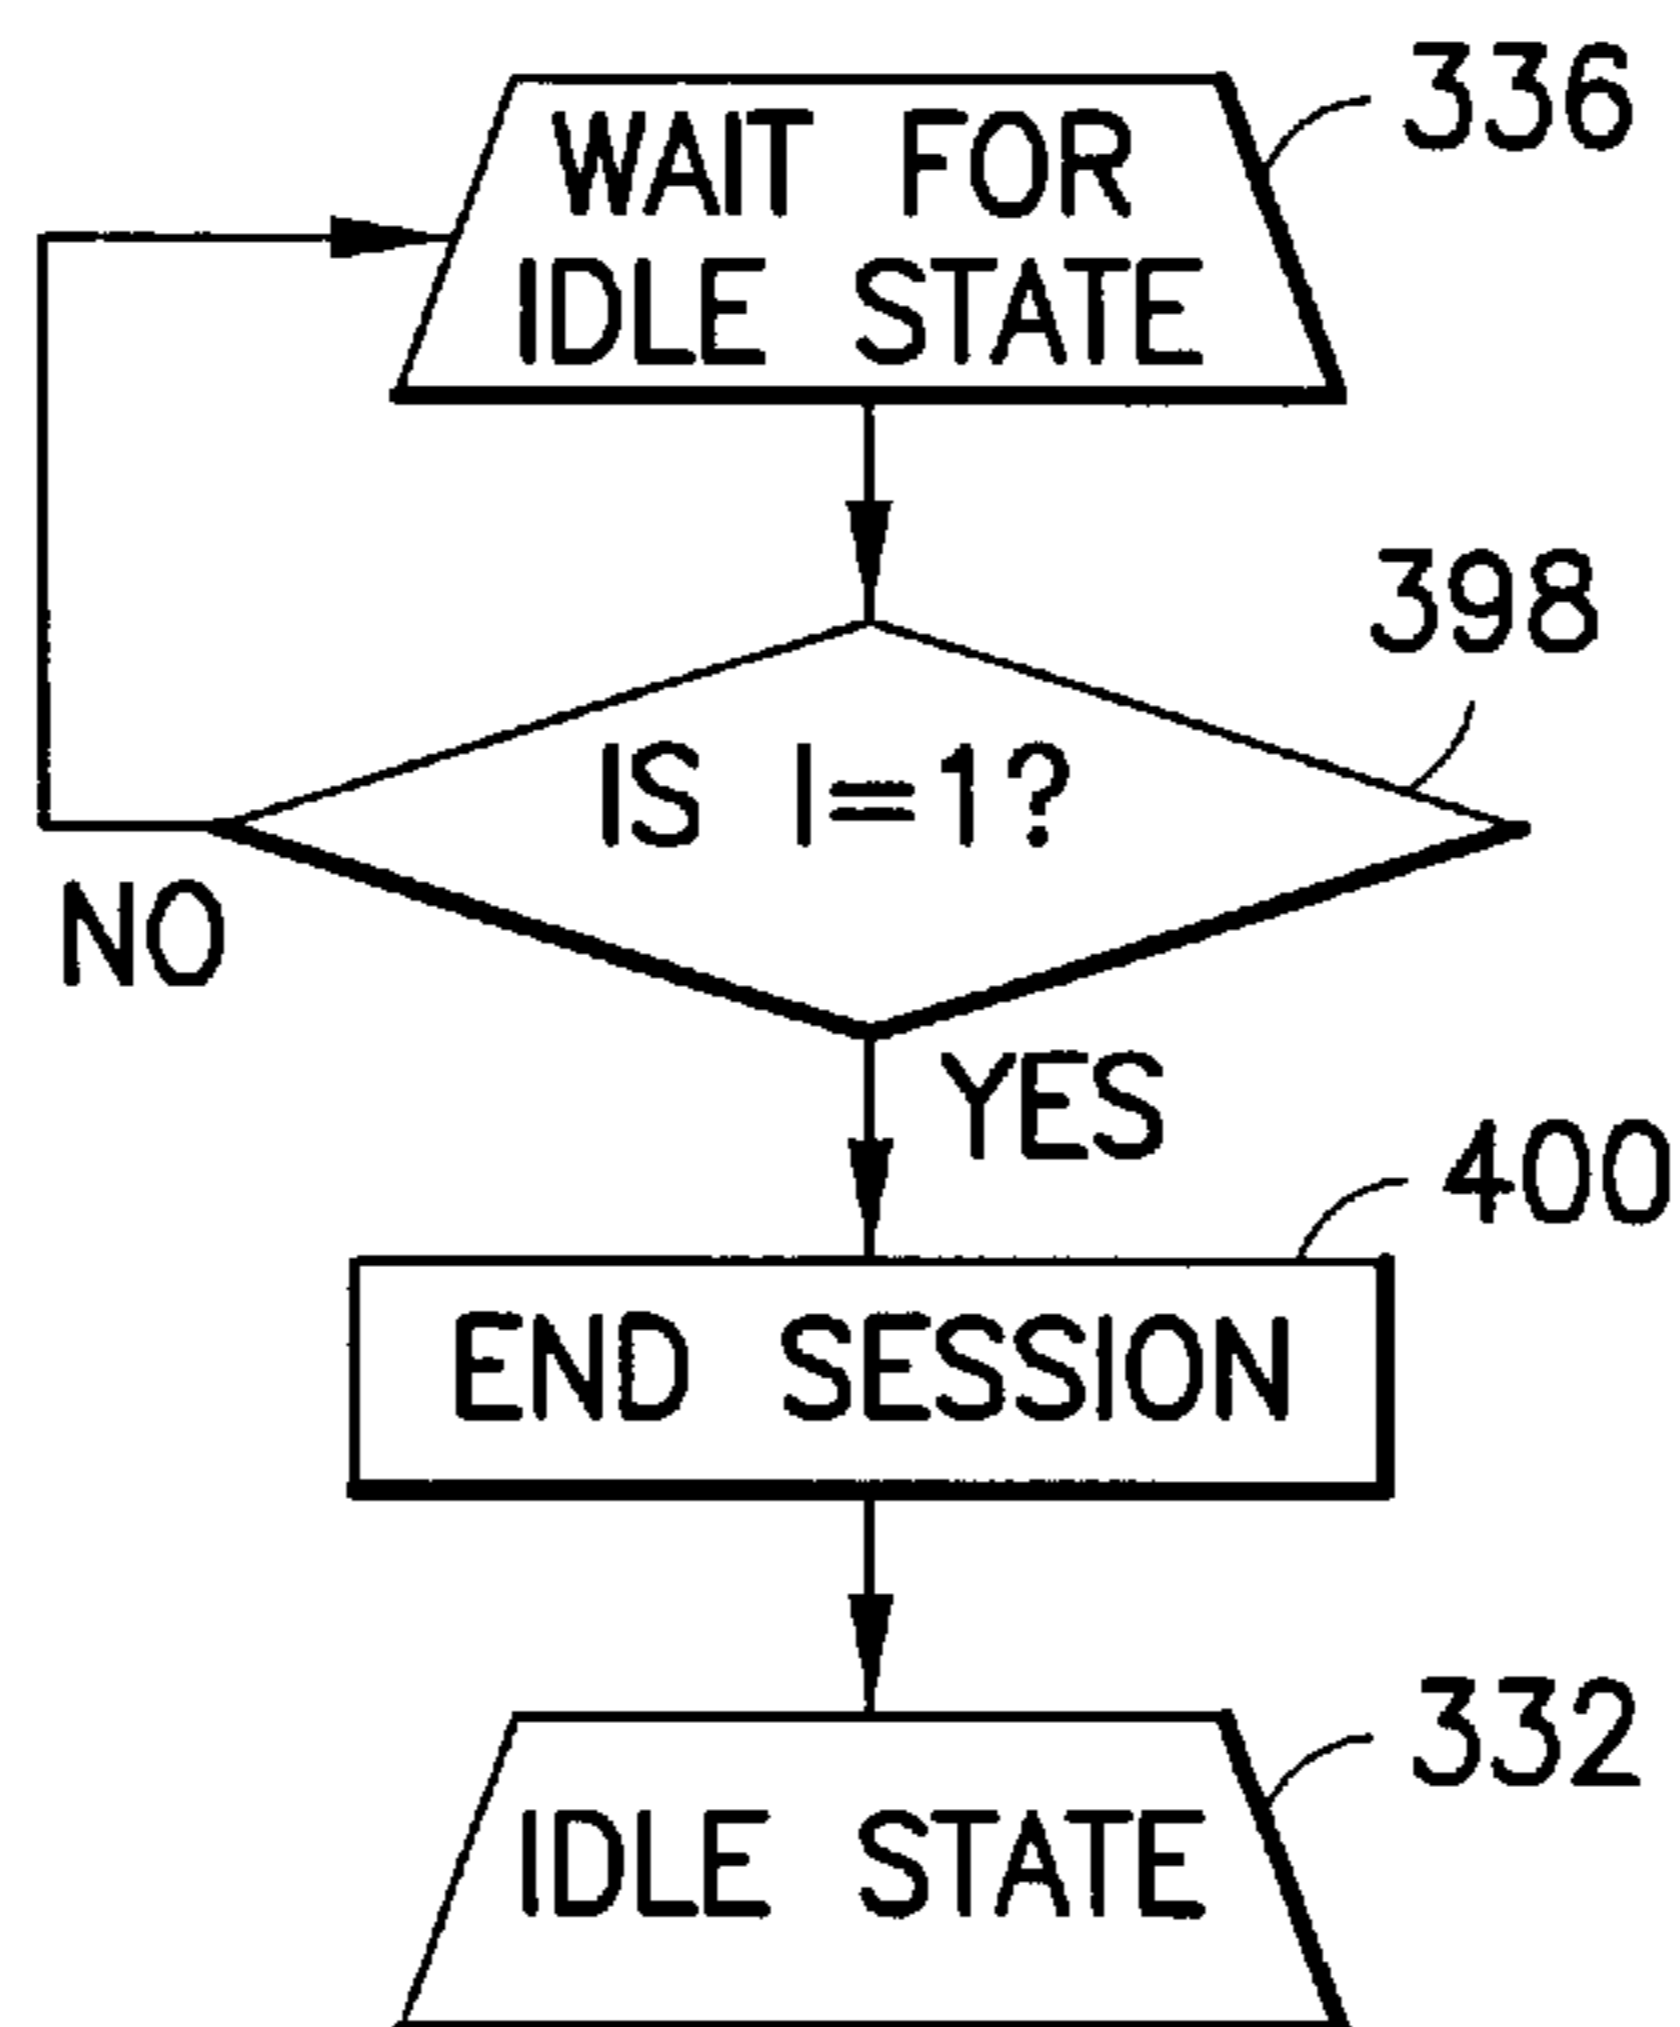 336
WAIT FOR
IDLE STATE
398
IS I=1?
NO
YES
400
END SESSION
332
IDLE STATE